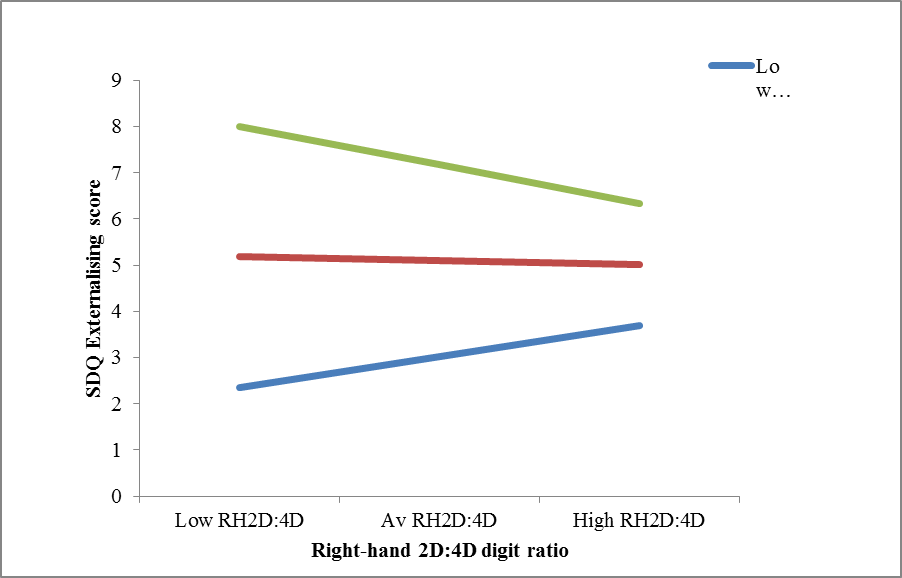 Lo
w…
9
8
7
6
5
4
3
2
1
0
SDQ Externalising score
Low RH2D:4D
Av RH2D:4D
High RH2D:4D
Right-hand 2D:4D digit ratio